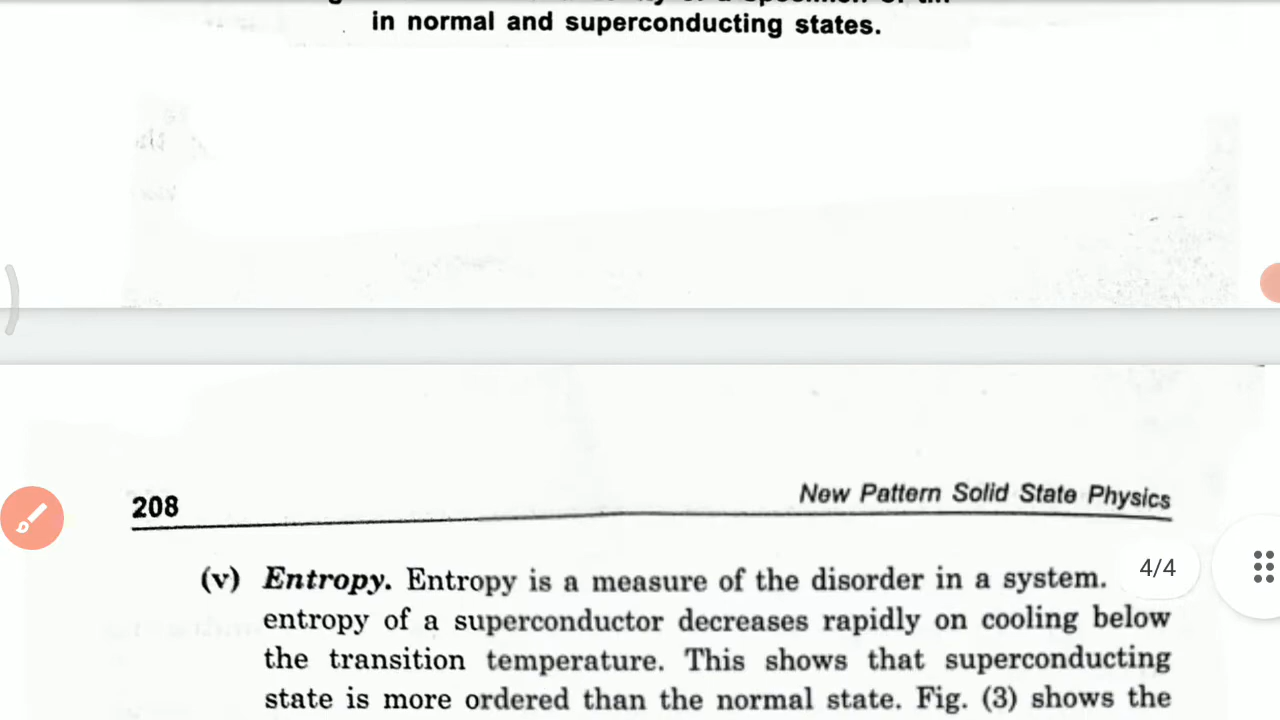 in normal and superconducting states.
208
New Pattern Solid State Physics
(v) Entropy. Entropy is a measure of the disorder in a system.
4/4
entropy of a superconductor decreases rapidly on cooling below
the transition temperature. This shows that superconducting
state is more ordered than the normal state. Fig. (3) shows the